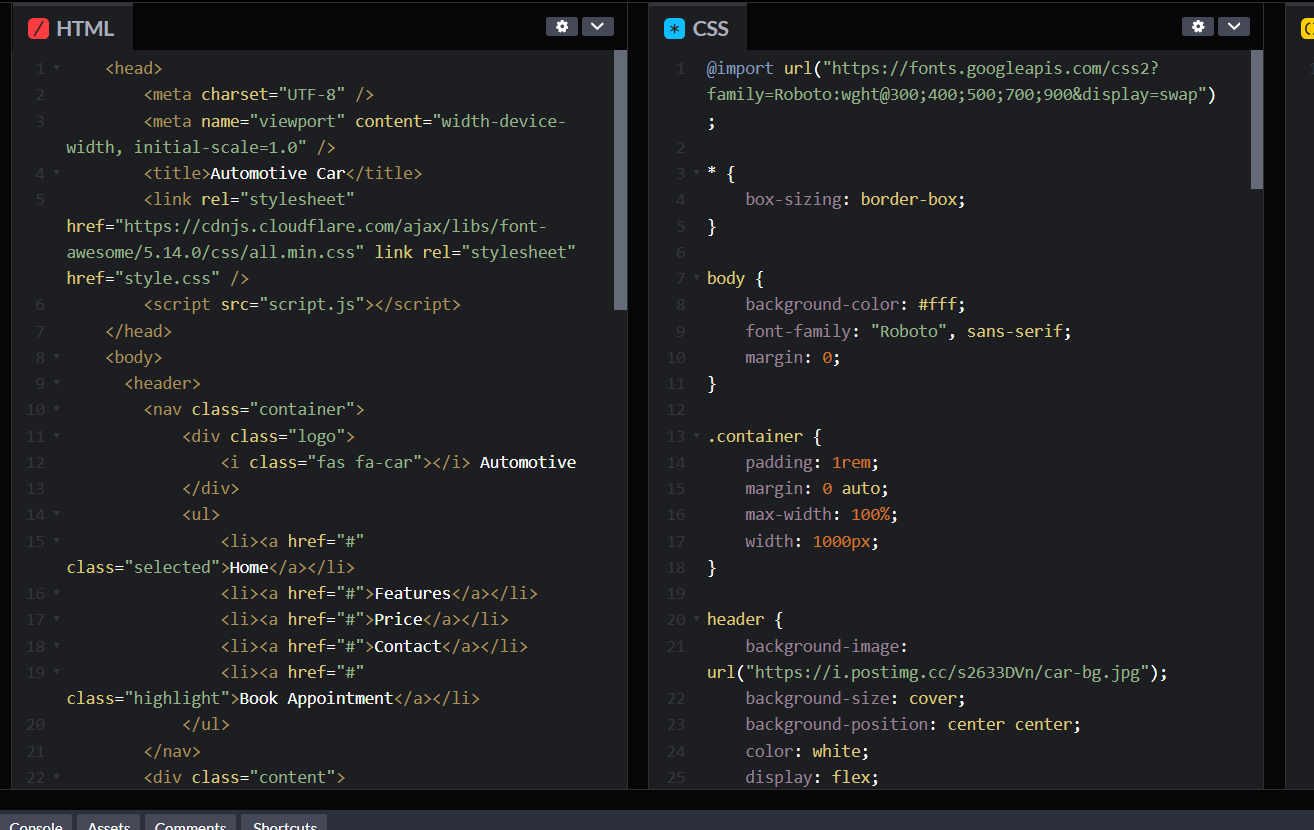 HTML
1 <head>
2 <meta charset="UTF-8" />
3 <meta name="viewport" content="width-device-
width, initial-scale=1.0" />
4 <title>Automotive Car</title>
5 <link rel="stylesheet"
href="https://cdnjs.cloudflare.com/ajax/libs/font-
awesome/5.14.0/css/all.min.css" link rel="stylesheet"
href="style.css" />
6 <script src="script.js"></script>
7 </head>
8 <body>
9 <header>
10 <nav class="container">
11 <div class="logo">
12 <i class="fas fa-car"></i> Automotive
13 </div>
14 <ul>
15 <li><a href="#"
class="selected">Home</a></li>
16 <li><a href="#">Features</a></li>
17 <li><a href="#">Price</a></li>
18 <li><a href="#">Contact</a></li>
19 <li><a href="#"
class="highlight">Book Appointment</a></li>
20 </ul>
21 </nav>
22 <div class="content">
CSS
1 @import url("https://fonts.googleapis.com/css2?
family=Roboto:wght@300;400;500;700;900&display=swap")
;
2
3 * {
4 box-sizing: border-box;
5 }
6
7 body {
8 background-color: #fff;
9 font-family: "Roboto", sans-serif;
10 margin: 0;
11 }
12
13 .container {
14 padding: 1rem;
15 margin: 0 auto;
16 max-width: 100%;
17 width: 1000px;
18 }
19
20 header {
21 background-image:
url("https://i.postimg.cc/s2633DVn/car-bg.jpg");
22 background-size: cover;
23 background-position: center center;
24 color: white;
25 display: flex;
Console Assets Comments Shortcuts